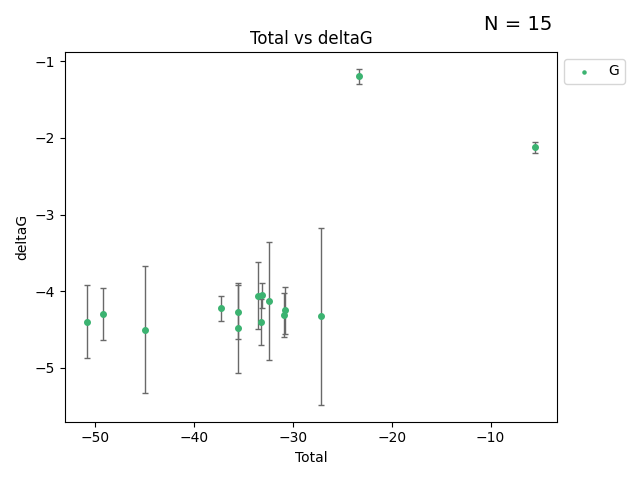 N = 15
Total vs deltaG
G
deltaG
−1
−2
−3
−4
−5
−50 −40 −30 −20 −10
Total